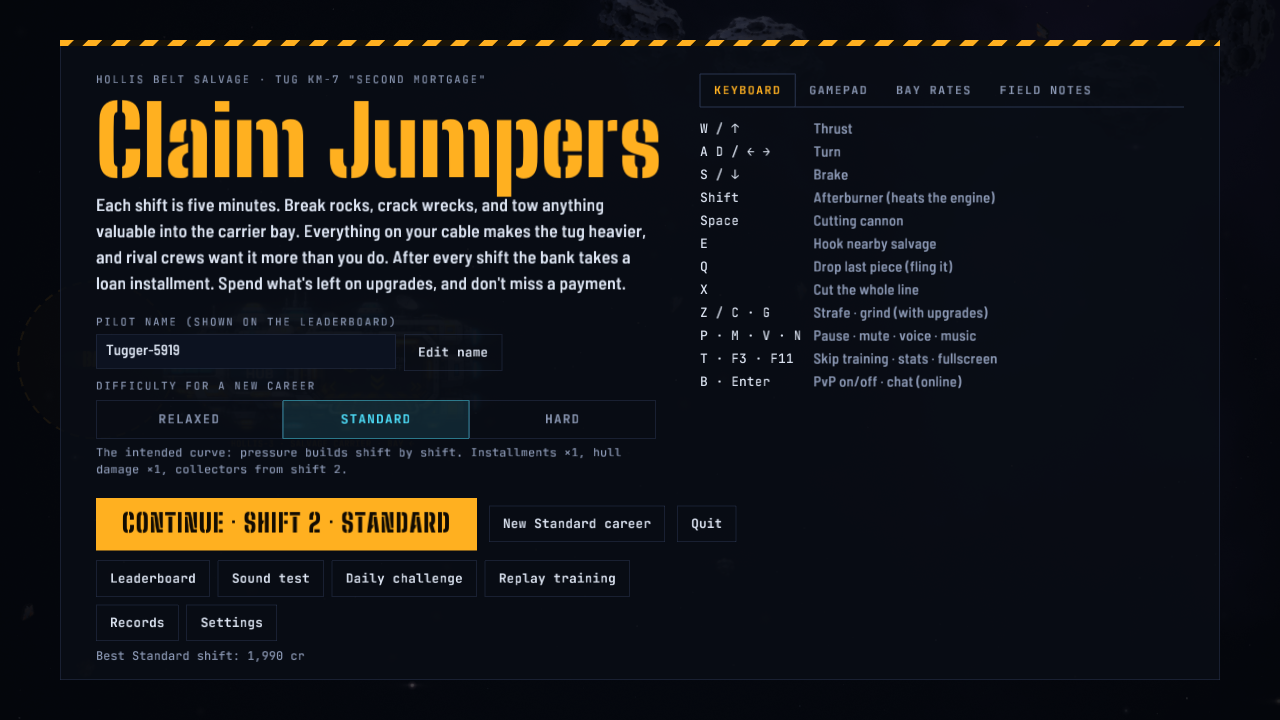 HOLLIS BELT SALVAGE · TUG KM-7 "SECOND MORTGAGE"
Claim Jumpers
Each shift is five minutes. Break rocks, crack wrecks, and tow anything
valuable into the carrier bay. Everything on your cable makes the tug heavier,
and rival crews want it more than you do. After every shift the bank takes a
loan installment. Spend what's left on upgrades, and don't miss a payment.
PILOT NAME (SHOWN ON THE LEADERBOARD)
Tugger-5919
Edit name
DIFFICULTY FOR A NEW CAREER
RELAXED STANDARD HARD
The intended curve: pressure builds shift by shift. Installments ×1, hull
damage ×1, collectors from shift 2.
CONTINUE · SHIFT 2 · STANDARD
New Standard career
Quit
Leaderboard
Sound test
Daily challenge
Replay training
Records
Settings
Best Standard shift: 1,990 cr
KEYBOARD GAMEPAD BAY RATES FIELD NOTES
W / ↑ Thrust
A D / ← → Turn
S / ↓ Brake
Shift Afterburner (heats the engine)
Space Cutting cannon
E Hook nearby salvage
Q Drop last piece (fling it)
X Cut the whole line
Z / C · G Strafe · grind (with upgrades)
P · M · V · N Pause · mute · voice · music
T · F3 · F11 Skip training · stats · fullscreen
B · Enter PvP on/off · chat (online)